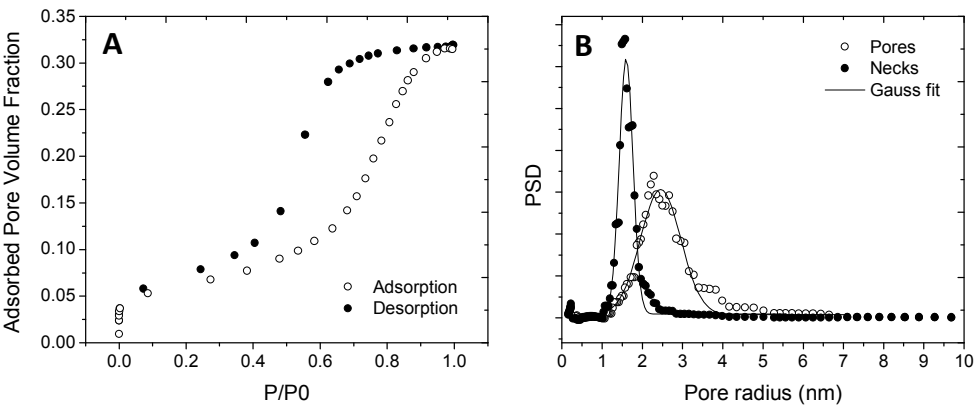 A
Adsorbed Pore Volume Fraction
0.35
0.30
0.25
0.20
0.15
0.10
0.05
0.00
Adsorption
Desorption
0.0 0.2 0.4 0.6 0.8 1.0
P/P0
B
PSD
Pores
Necks
Gauss fit
0 1 2 3 4 5 6 7 8 9 10
Pore radius (nm)